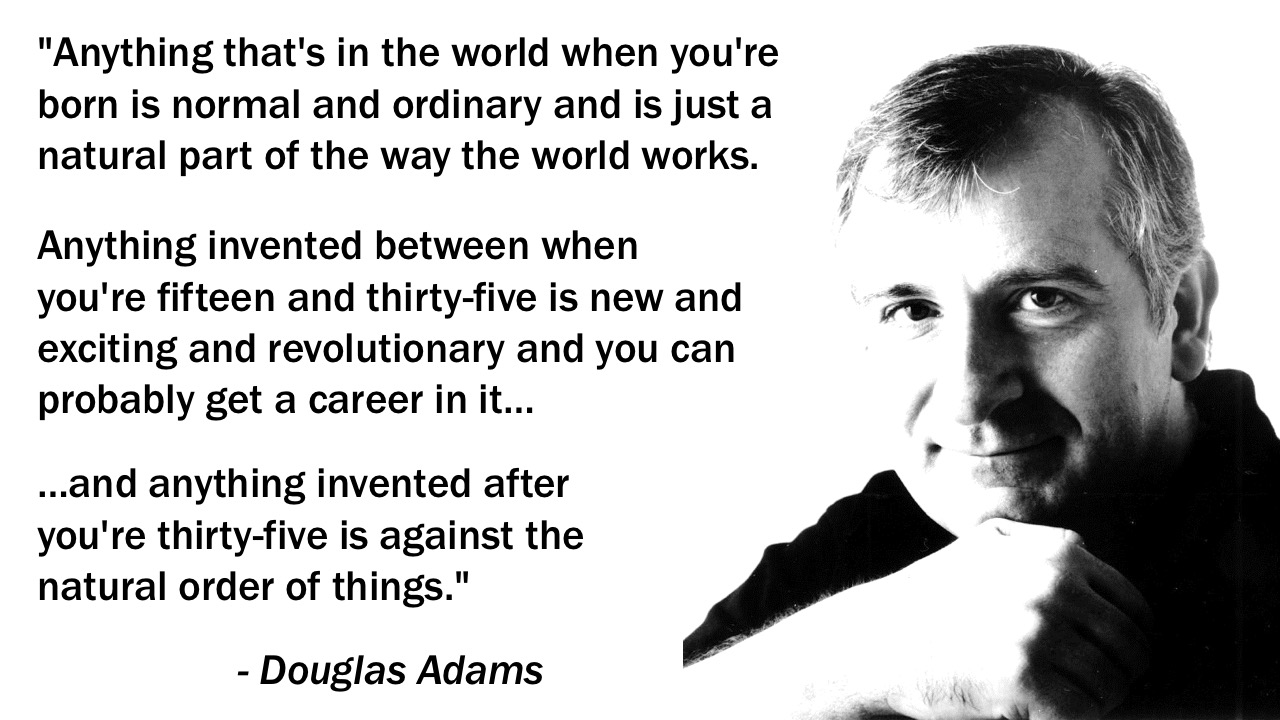 "Anything that's in the world when you're
born is normal and ordinary and is just a
natural part of the way the world works.
Anything invented between when
you're fifteen and thirty-five is new and
exciting and revolutionary and you can
probably get a career in it...
...and anything invented after
you're thirty-five is against the
natural order of things."
- Douglas Adams